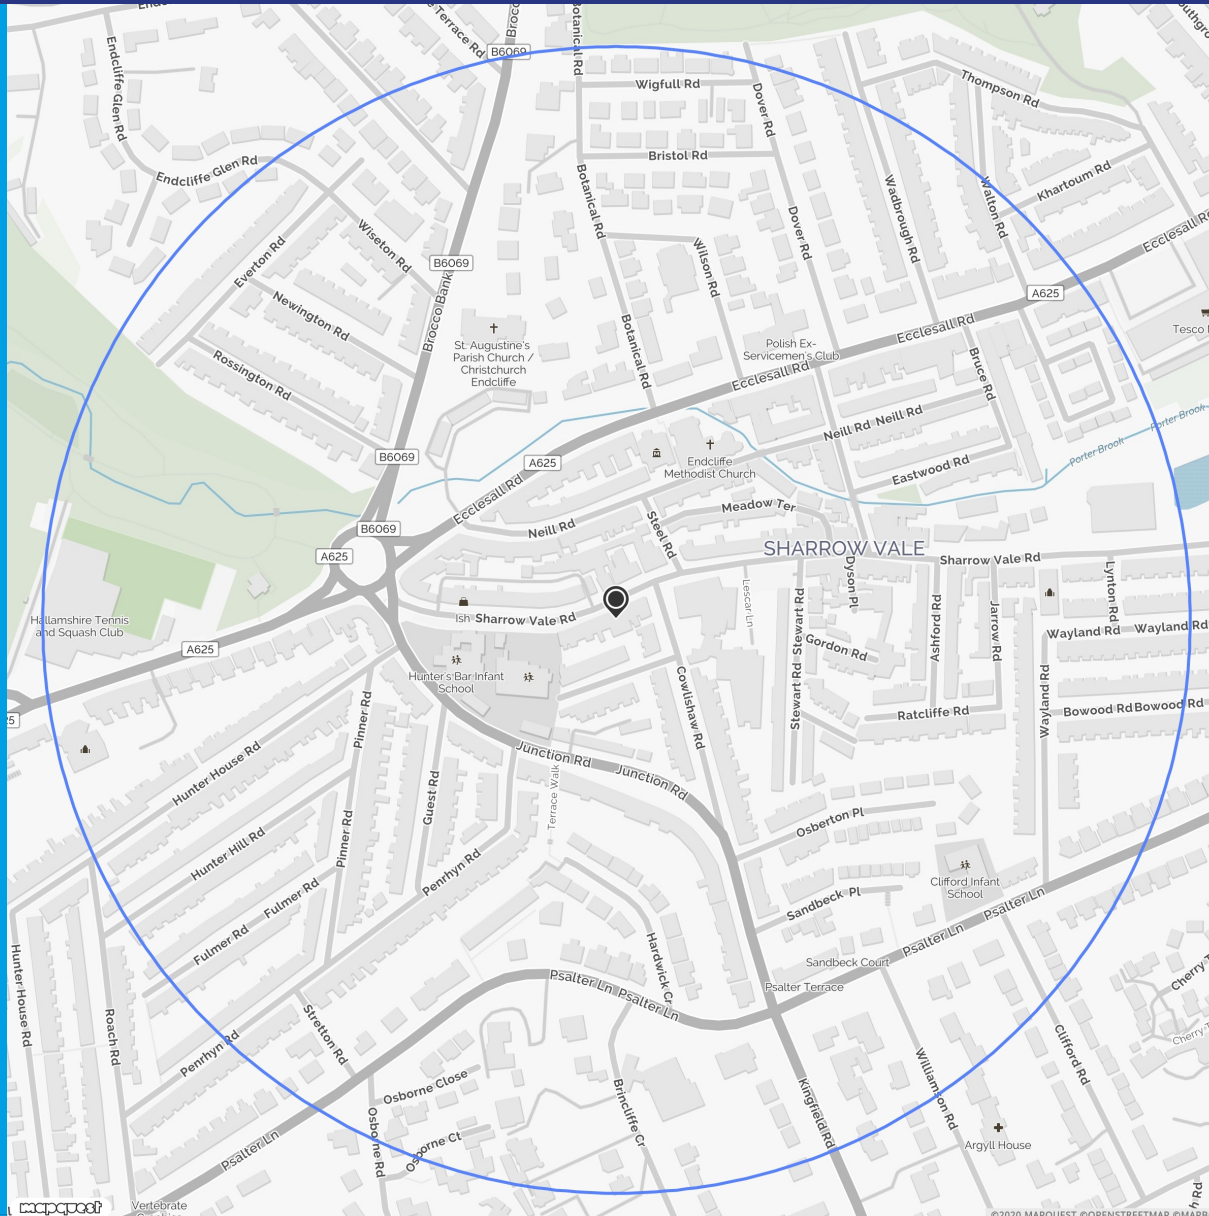 B6069
Botanical Rd
Wigfull Rd
Dover Rd
Thompson Rd
Endcliffe Glen Rd
Bristol Rd
Endcliffe Glen Rd
Botanical Rd
Wadbrough Rd
Walton Rd
Khartoum Rd
Ecclesall Rd
Everton Rd
Wiseton Rd
Dover Rd
B6069
Wilson Rd
A625
Newington Rd
Brocco Bank
St. Augustine's
Parish Church /
Christchurch
Endcliffe
Botanical Rd
Polish Ex-
Servicemen's Club
Ecclesall Rd
Tesco
Rossington Rd
Ecclesall Rd
Bruce Rd
Neill Rd
Neill Rd
Porter Brook
B6069
A625
Endcliffe
Methodist Church
Eastwood Rd
Porter Brook
Ecclesall Rd
Neill Rd
Steel Rd
Meadow Ter
B6069
A625
SHARROW VALE
Sharrow Vale Rd
Dyson Pl
Lynton Rd
Lescar Ln
Stewart Rd
Ashford Rd
Jarrow Rd
Hallamshire Tennis
and Squash Club
Ish
Sharrow Vale Rd
Wayland Rd
Wayland Rd
A625
Gordon Rd
Hunter's Bar Infant
School
Cowlishaw Rd
Stewart Rd
Wayland Rd
Ratcliffe Rd
Bowood Rd
Bowood Rd
Pinner Rd
Junction Rd
Junction Rd
Hunter House Rd
Guest Rd
Terrace Walk
Osberton Pl
Hunter Hill Rd
Pinner Rd
Penrhyn Rd
Clifford Infant
School
Fulmer Rd
Sandbeck Pl
Psalter Ln
Fulmer Rd
Psalter Ln
Hunter House Rd
Hardwick Cr
Sandbeck Court
Psalter Terrace
Psalter Ln
Psalter Ln
Roach Rd
Stretton Rd
Penrhyn Rd
Clifford Rd
Osborne Close
Brincliffe Cr
Kingfield Rd
Williamson Rd
Osborne Rd
Osborne Ct
Argyll House
Psalter Ln
Vertebrate
mapquest
©2020 MAPQUEST ©OPENSTREETMAP ©MAPB